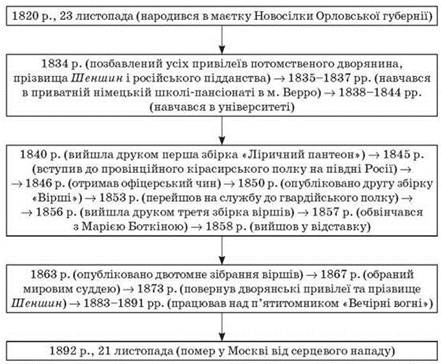 1820 р., 23 листопада (народився в маєтку Новосілки Орловської губернії)
1834 р. (позбавлений усіх привілеїв потомственого дворянина,
прізвища Шеншин і російського підданства) → 1835–1837 рр. (навчався
в приватній німецькій школі-пансіонаті в м. Верро) → 1838–1844 рр.
(навчався в університеті)
1840 р. (вийшла друком перша збірка «Ліричний пантеон») → 1845 р.
(вступив до провінційного кірасирського полку на півдні Росії) →
→ 1846 р. (отримав офіцерський чин) → 1850 р. (опубліковано другу збірку
«Вірші») → 1853 р. (перейшов на службу до гвардійського полку) →
→ 1856 р. (вийшла друком третя збірка віршів) → 1857 р. (обвінчався
з Марією Боткіною) → 1858 р. (вийшов у відставку)
1863 р. (опубліковано двотомне зібрання віршів) → 1867 р. (обраний
мировим суддею) → 1873 р. (повернув дворянські привілеї та прізвище
Шеншин) → 1883–1891 рр. (працював над п’ятитомником «Вечірні вогні»)
1892 р., 21 листопада (помер у Москві від серцевого нападу)